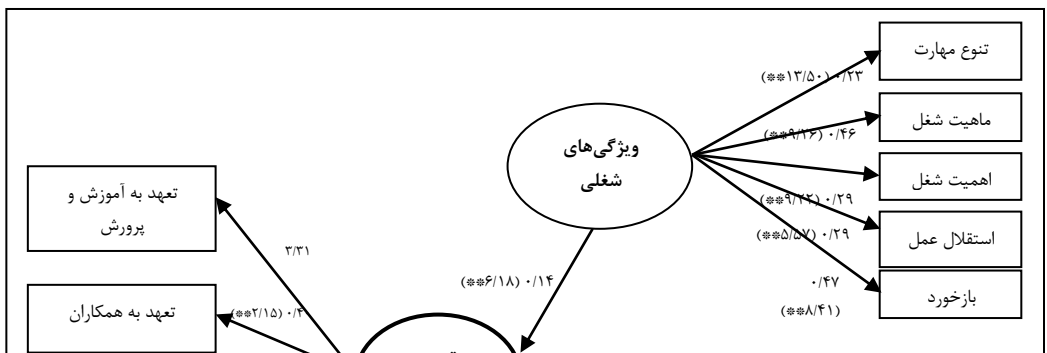 تنوع مهارت
۰/۲۳ (۱۳/۵۰**)
ماهیت شغل
۰/۴۶ (۹/۲۶**)
ویژگی‌های
شغلی
اهمیت شغل
۰/۲۹ (۹/۲۲**)
تعهد به آموزش و
پرورش
استقلال عمل
۰/۲۹ (۵/۵۷**)
۳/۳۱
۰/۱۴ (۶/۱۸**)
۰/۴۷
(۸/۴۱**)
بازخورد
تعهد به همکاران
(۲/۱۵**)